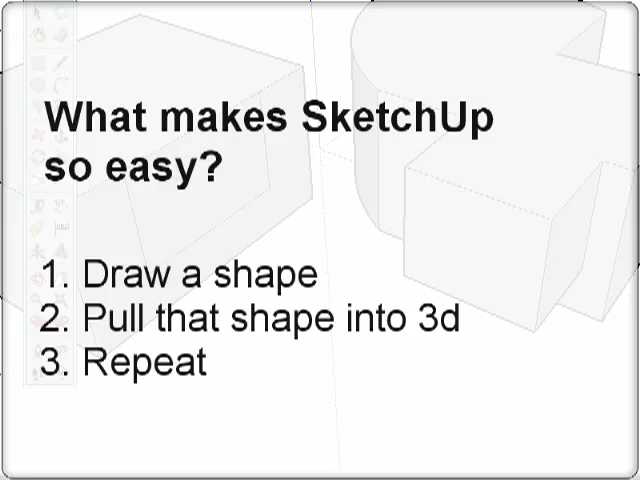 What makes SketchUp
so easy?
1. Draw a shape
2. Pull that shape into 3d
3. Repeat